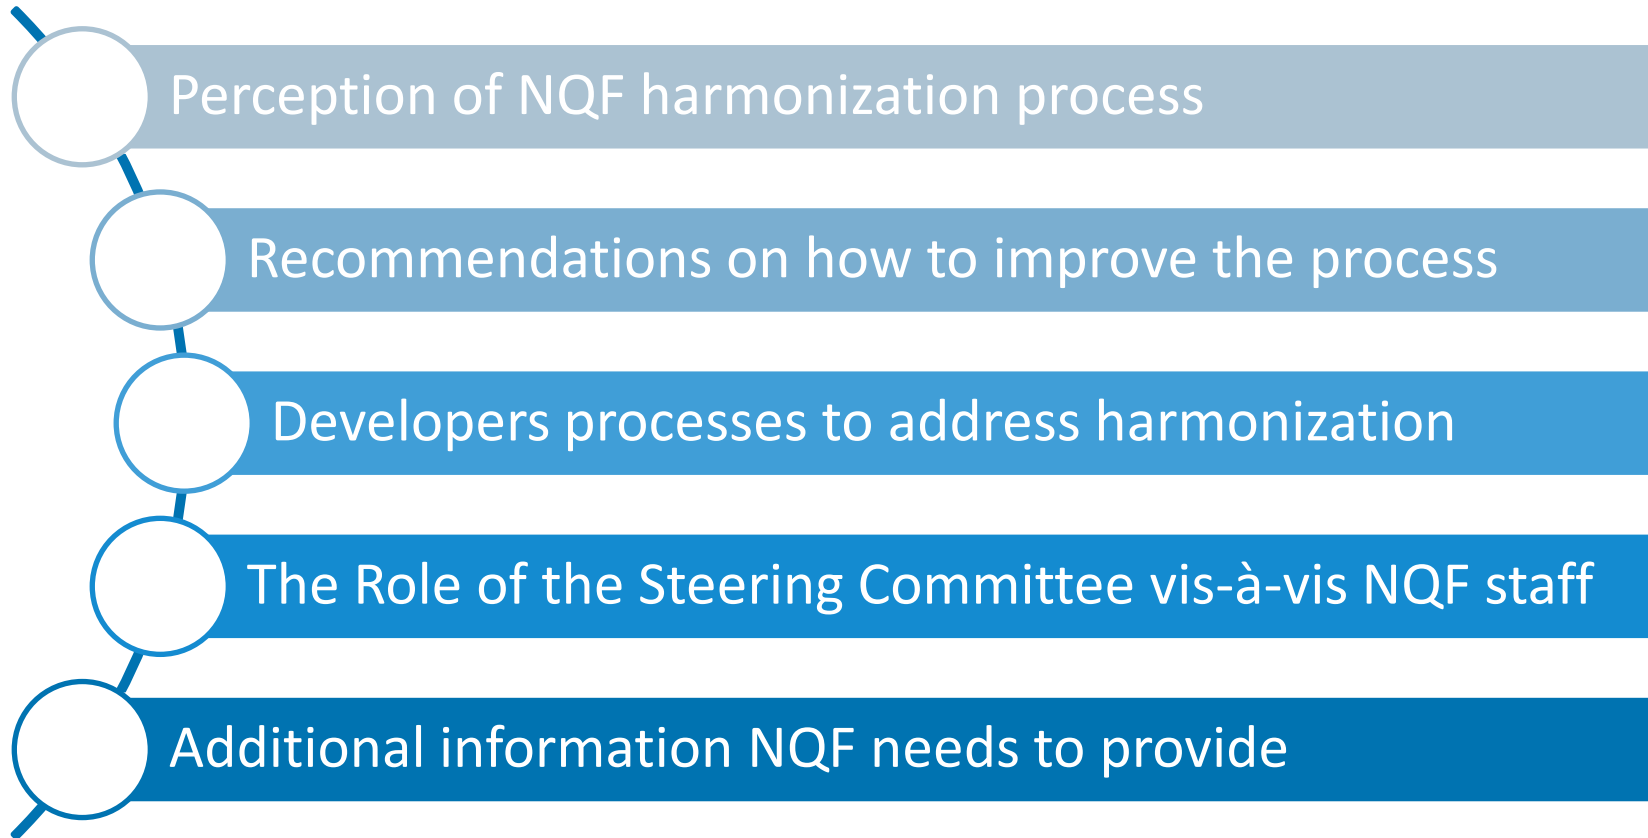 Perception of NQF harmonization process
Recommendations on how to improve the process
Developers processes to address harmonization
The Role of the Steering Committee vis-à-vis NQF staff
Additional information NQF needs to provide